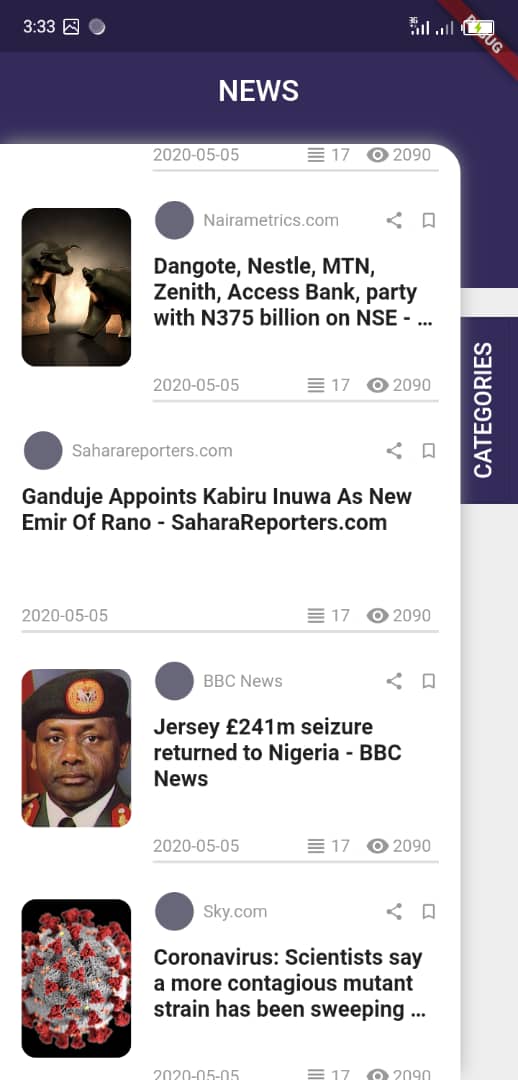 3:33
3G
DEBUG
NEWS
2020-05-05 17 2090
Nairametrics.com
Dangote, Nestle, MTN,
Zenith, Access Bank, party
with N375 billion on NSE - ...
2020-05-05 17 2090
CATEGORIES
Saharareporters.com
Ganduje Appoints Kabiru Inuwa As New
Emir Of Rano - SaharaReporters.com
2020-05-05 17 2090
BBC News
Jersey £241m seizure
returned to Nigeria - BBC
News
2020-05-05 17 2090
Sky.com
Coronavirus: Scientists say
a more contagious mutant
strain has been sweeping ...
2020-05-05 17 2090